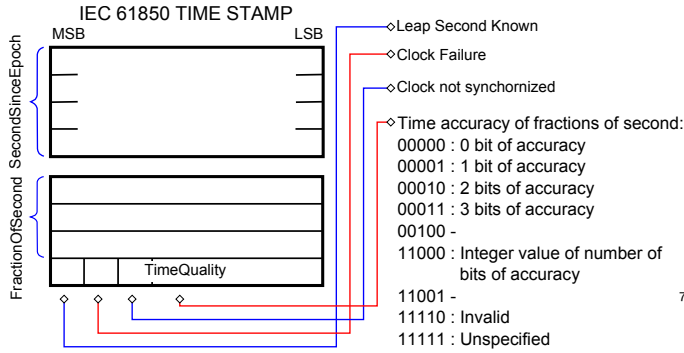 IEC 61850 TIME STAMP
MSB
LSB
SecondSinceEpoch
FractionOfSecond
TimeQuality
Leap Second Known
Clock Failure
Clock not synchornized
Time accuracy of fractions of second:
00000 : 0 bit of accuracy
00001 : 1 bit of accuracy
00010 : 2 bits of accuracy
00011 : 3 bits of accuracy
00100 -
11000 : Integer value of number of
bits of accuracy
11001 -
11110 : Invalid
11111 : Unspecified
7